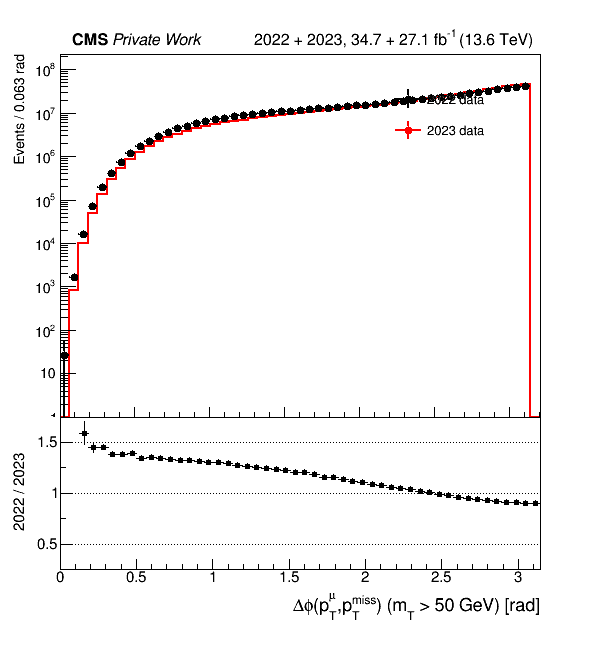 CMS Private Work 2022 + 2023, 34.7 + 27.1 fb⁻¹ (13.6 TeV)
Events / 0.063 rad
10⁸
10⁷
10⁶
10⁵
10⁴
10³
10²
10
2022 data
2023 data
2022 / 2023
1.5
1
0.5
0 0.5 1 1.5 2 2.5 3
Δϕ(p_T^μ,p_T^miss) (m_T > 50 GeV) [rad]